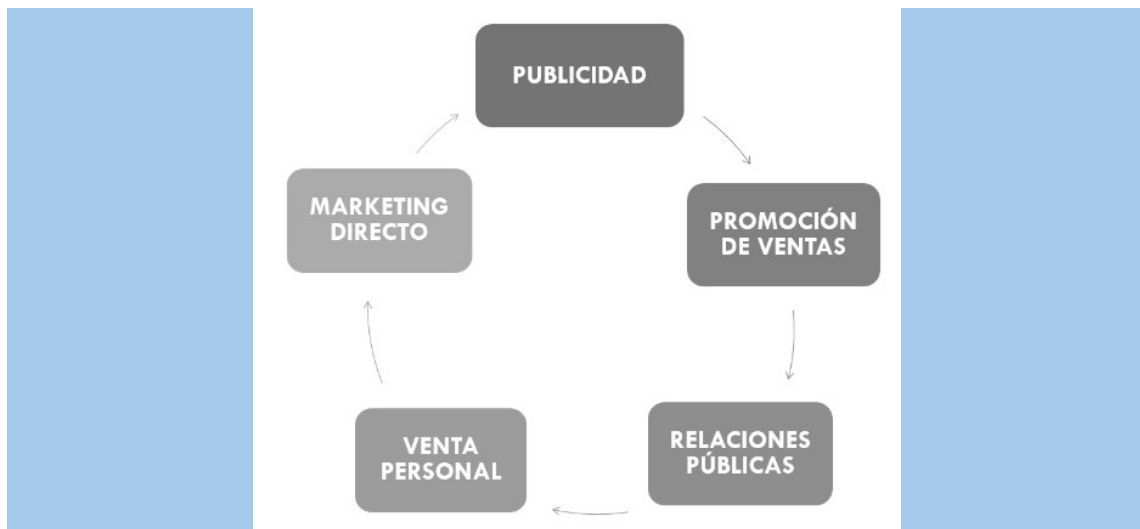 PUBLICIDAD
PROMOCIÓN
DE VENTAS
RELACIONES
PÚBLICAS
VENTA
PERSONAL
MARKETING
DIRECTO